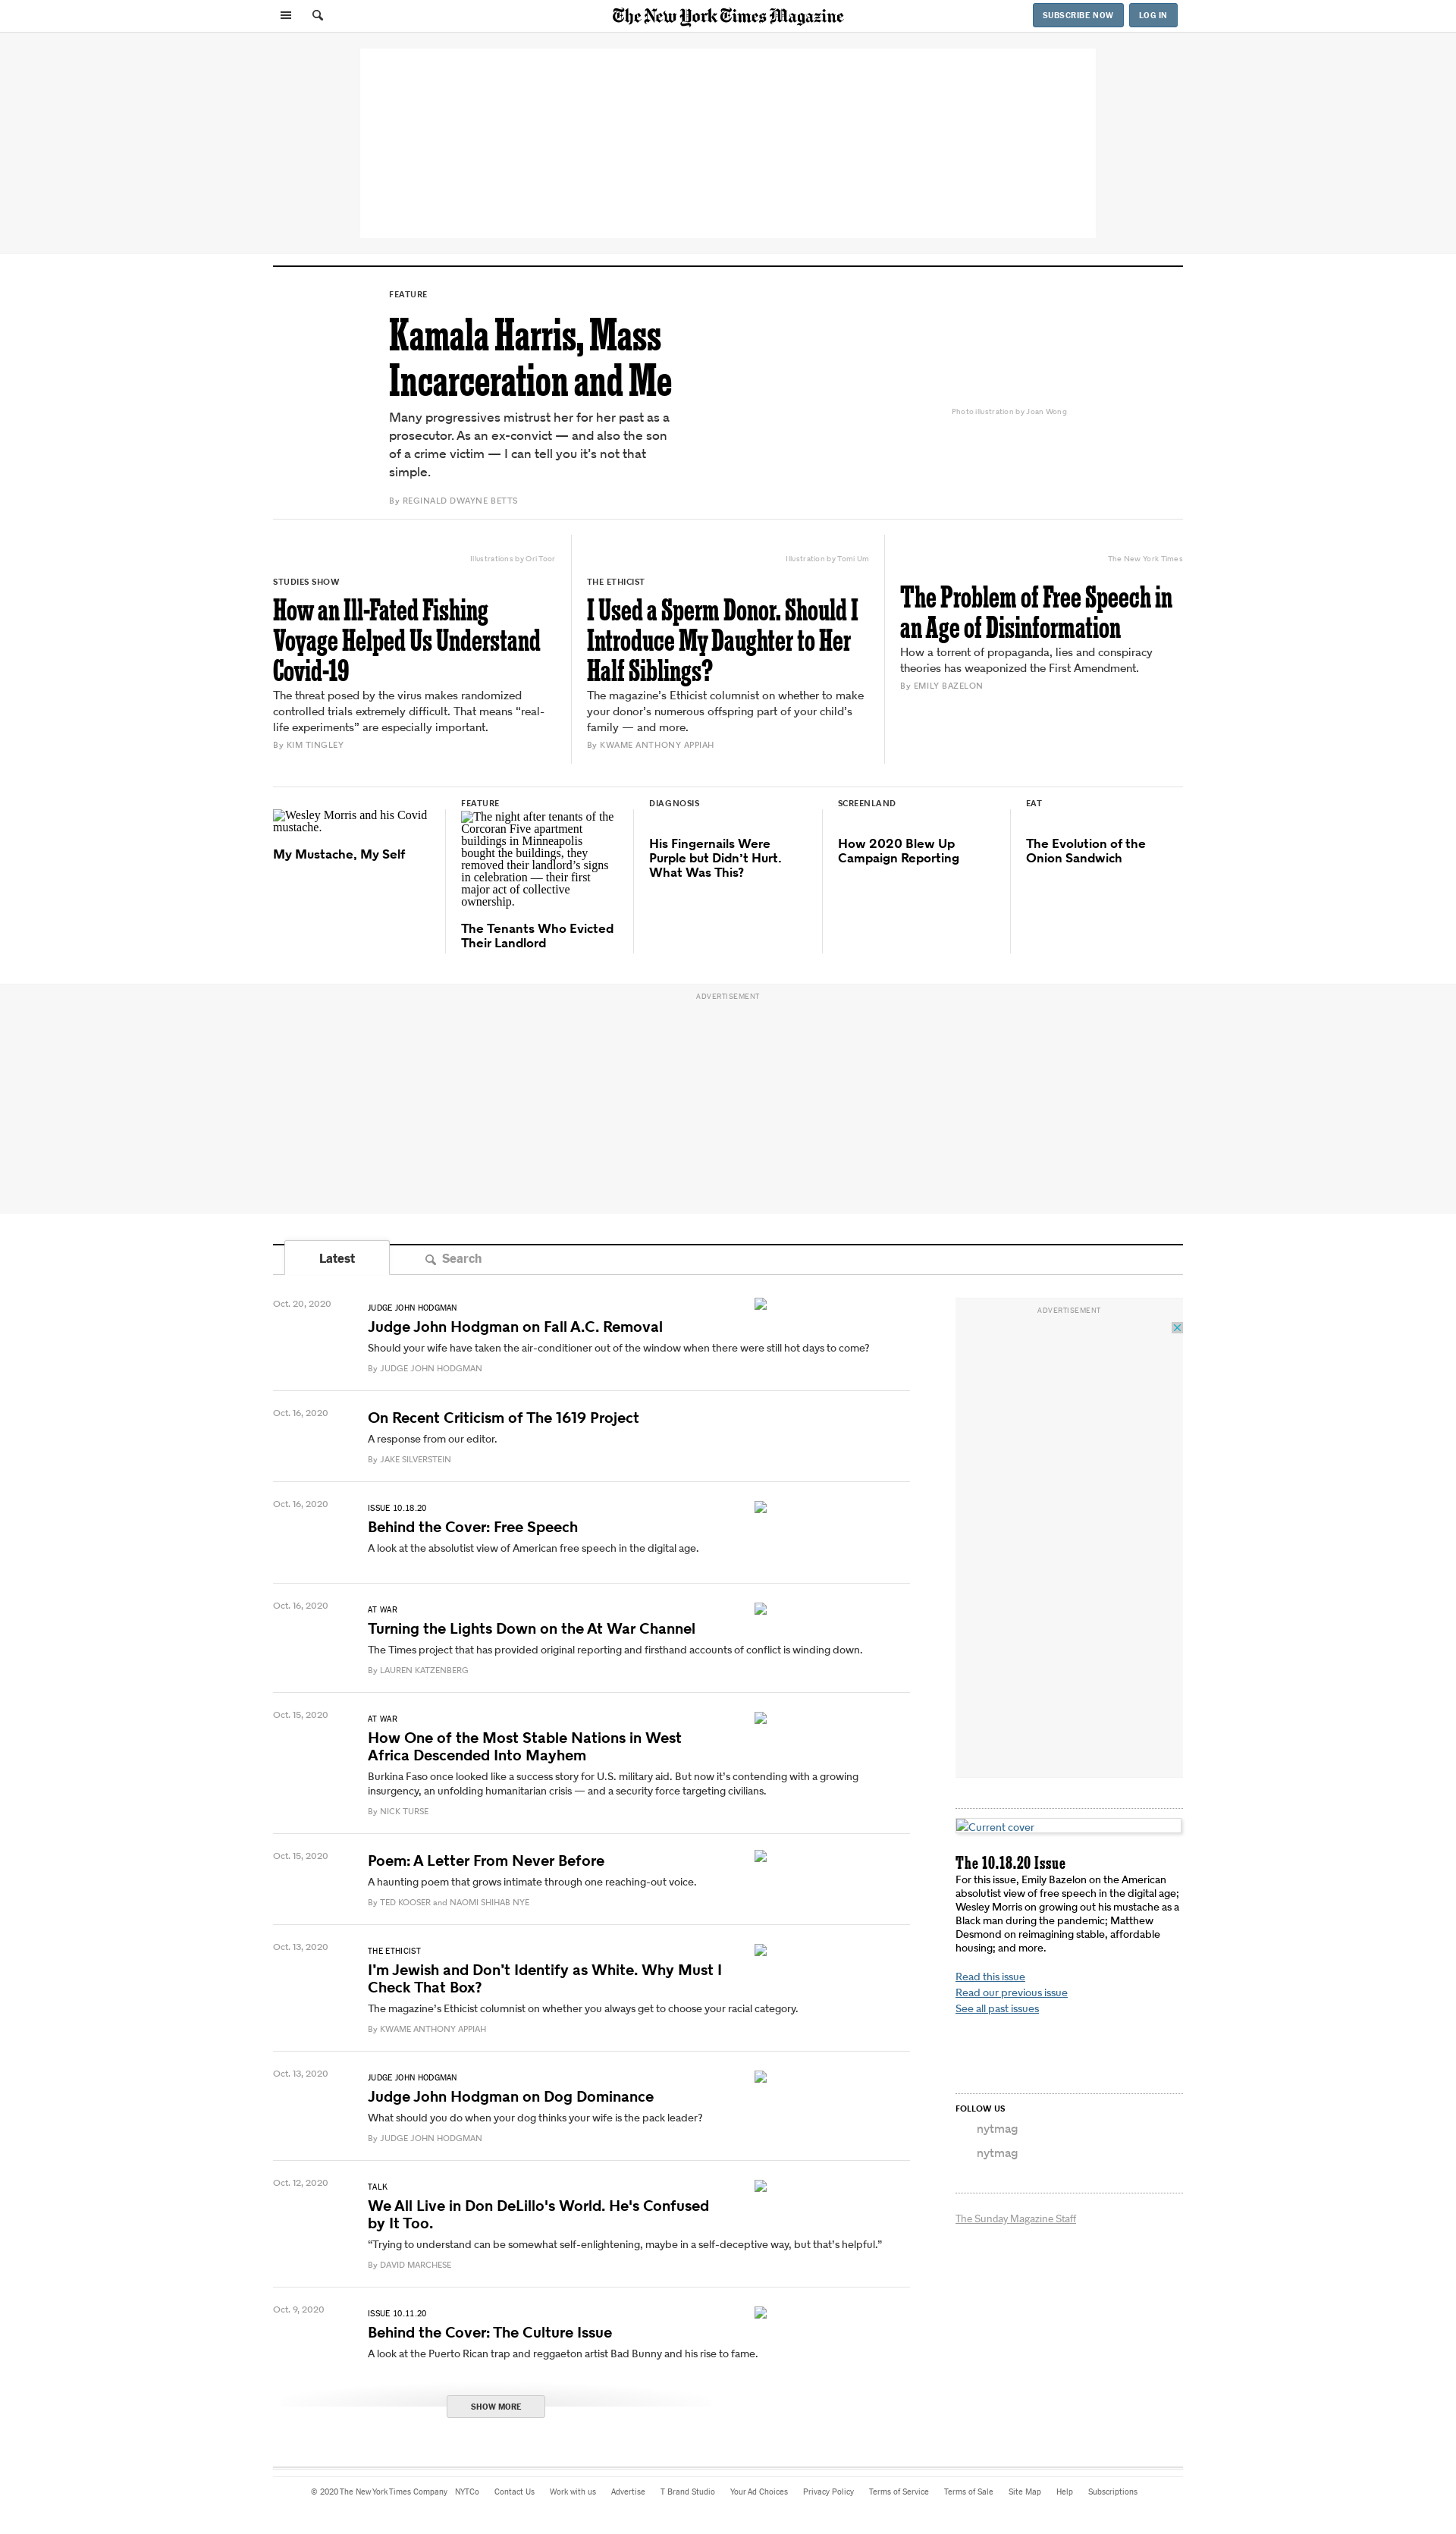 The New York Times Magazine
SUBSCRIBE NOW
LOG IN
FEATURE
Kamala Harris, Mass
Incarceration and Me
Many progressives mistrust her for her past as a
prosecutor. As an ex-convict — and also the son
of a crime victim — I can tell you it’s not that
simple.
By REGINALD DWAYNE BETTS
Photo illustration by Joan Wong
Illustrations by Ori Toor
STUDIES SHOW
How an Ill-Fated Fishing
Voyage Helped Us Understand
Covid-19
The threat posed by the virus makes randomized
controlled trials extremely difficult. That means “real-
life experiments” are especially important.
By KIM TINGLEY
Illustration by Tomi Um
THE ETHICIST
I Used a Sperm Donor. Should I
Introduce My Daughter to Her
Half Siblings?
The magazine’s Ethicist columnist on whether to make
your donor’s numerous offspring part of your child’s
family — and more.
By KWAME ANTHONY APPIAH
The New York Times
The Problem of Free Speech in
an Age of Disinformation
How a torrent of propaganda, lies and conspiracy
theories has weaponized the First Amendment.
By EMILY BAZELON
Wesley Morris and his Covid
mustache.
My Mustache, My Self
FEATURE
The night after tenants of the
Corcoran Five apartment
buildings in Minneapolis
bought the buildings, they
removed their landlord’s signs
in celebration — their first
major act of collective
ownership.
The Tenants Who Evicted
Their Landlord
DIAGNOSIS
His Fingernails Were
Purple but Didn’t Hurt.
What Was This?
SCREENLAND
How 2020 Blew Up
Campaign Reporting
EAT
The Evolution of the
Onion Sandwich
ADVERTISEMENT
Latest
Search
Oct. 20, 2020
JUDGE JOHN HODGMAN
Judge John Hodgman on Fall A.C. Removal
Should your wife have taken the air-conditioner out of the window when there were still hot days to come?
By JUDGE JOHN HODGMAN
Oct. 16, 2020
On Recent Criticism of The 1619 Project
A response from our editor.
By JAKE SILVERSTEIN
Oct. 16, 2020
ISSUE 10.18.20
Behind the Cover: Free Speech
A look at the absolutist view of American free speech in the digital age.
Oct. 16, 2020
AT WAR
Turning the Lights Down on the At War Channel
The Times project that has provided original reporting and firsthand accounts of conflict is winding down.
By LAUREN KATZENBERG
Oct. 15, 2020
AT WAR
How One of the Most Stable Nations in West
Africa Descended Into Mayhem
Burkina Faso once looked like a success story for U.S. military aid. But now it’s contending with a growing
insurgency, an unfolding humanitarian crisis — and a security force targeting civilians.
By NICK TURSE
Oct. 15, 2020
Poem: A Letter From Never Before
A haunting poem that grows intimate through one reaching-out voice.
By TED KOOSER and NAOMI SHIHAB NYE
Oct. 13, 2020
THE ETHICIST
I’m Jewish and Don’t Identify as White. Why Must I
Check That Box?
The magazine’s Ethicist columnist on whether you always get to choose your racial category.
By KWAME ANTHONY APPIAH
Oct. 13, 2020
JUDGE JOHN HODGMAN
Judge John Hodgman on Dog Dominance
What should you do when your dog thinks your wife is the pack leader?
By JUDGE JOHN HODGMAN
Oct. 12, 2020
TALK
We All Live in Don DeLillo's World. He's Confused
by It Too.
“Trying to understand can be somewhat self-enlightening, maybe in a self-deceptive way, but that’s helpful.”
By DAVID MARCHESE
Oct. 9, 2020
ISSUE 10.11.20
Behind the Cover: The Culture Issue
A look at the Puerto Rican trap and reggaeton artist Bad Bunny and his rise to fame.
SHOW MORE
ADVERTISEMENT
Current cover
The 10.18.20 Issue
For this issue, Emily Bazelon on the American
absolutist view of free speech in the digital age;
Wesley Morris on growing out his mustache as a
Black man during the pandemic; Matthew
Desmond on reimagining stable, affordable
housing; and more.
Read this issue
Read our previous issue
See all past issues
FOLLOW US
nytmag
nytmag
The Sunday Magazine Staff
© 2020 The New York Times Company NYTCo Contact Us Work with us Advertise T Brand Studio Your Ad Choices Privacy Policy Terms of Service Terms of Sale Site Map Help Subscriptions